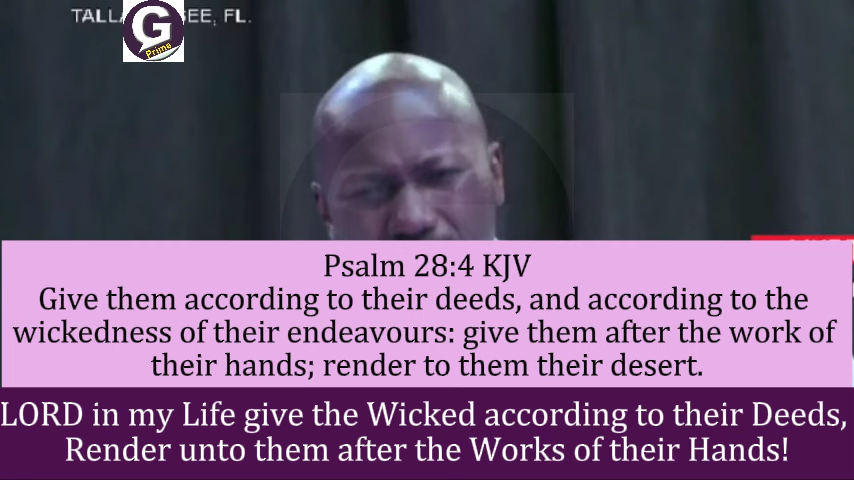 TALLA EE, FL.
G
Prime
Psalm 28:4 KJV
Give them according to their deeds, and according to the
wickedness of their endeavours: give them after the work of
their hands; render to them their desert.
LORD in my Life give the Wicked according to their Deeds,
Render unto them after the Works of their Hands!